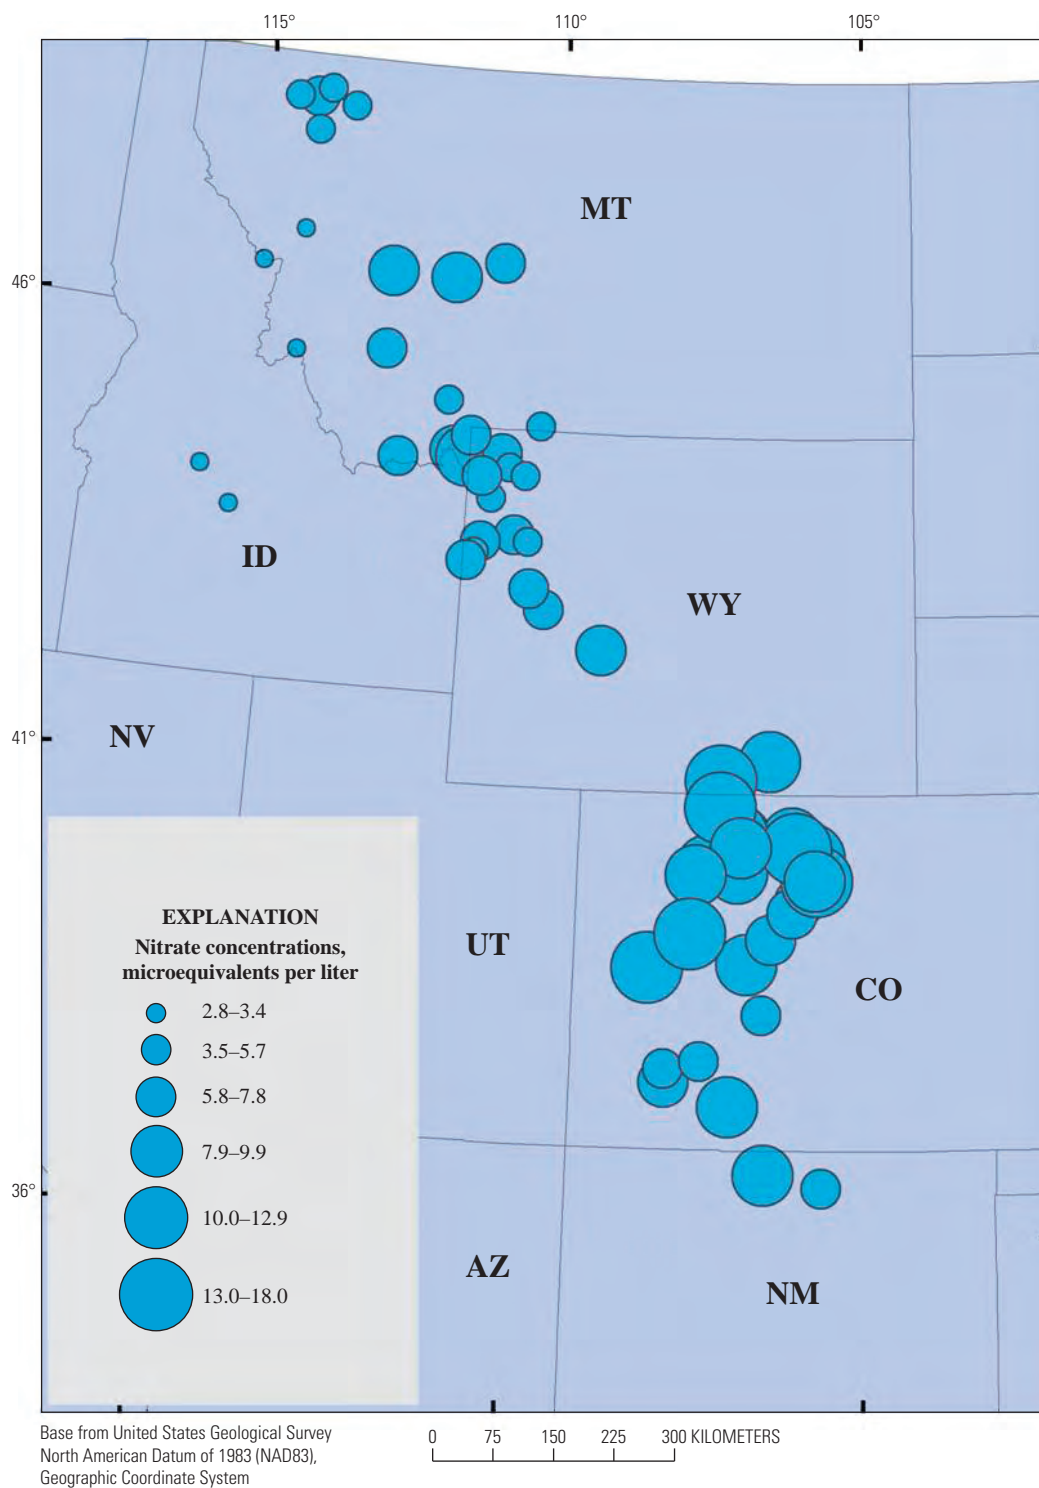 115°
110°
105°
MT
46°
ID
WY
41°
NV
EXPLANATION
Nitrate concentrations,
microequivalents per liter
2.8–3.4
3.5–5.7
5.8–7.8
7.9–9.9
10.0–12.9
13.0–18.0
UT
CO
36°
AZ
NM
Base from United States Geological Survey
North American Datum of 1983 (NAD83),
Geographic Coordinate System
0 75 150 225 300 KILOMETERS